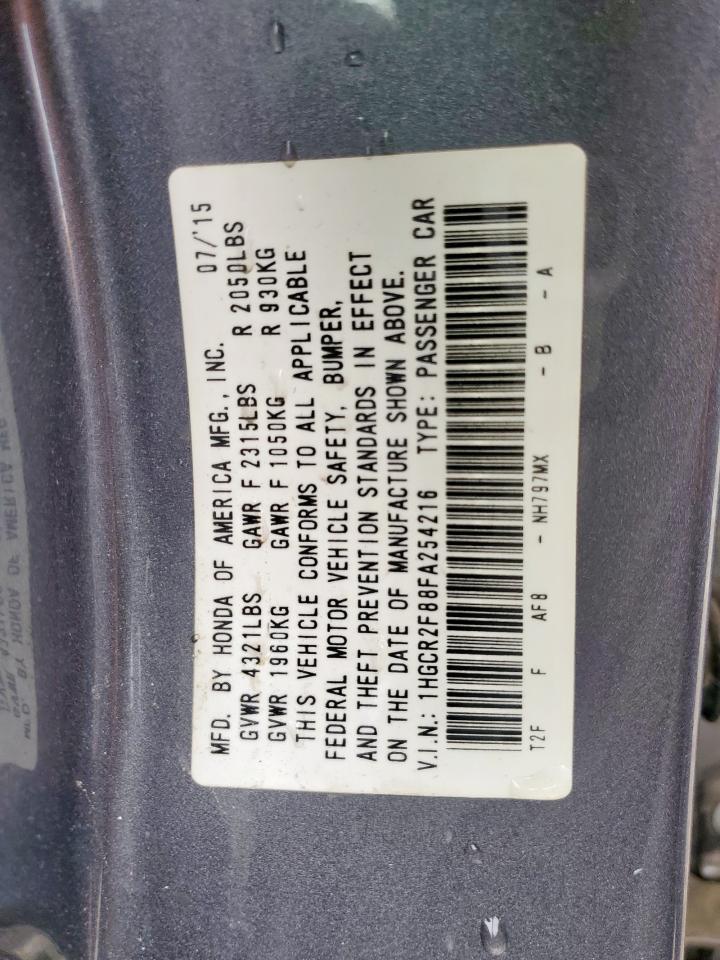 MFD. BY HONDA OF AMERICA MFG., INC. 07/'15
GVWR 4321LBS GAWR F 2315LBS R 2050LBS
GVWR 1960KG GAWR F 1050KG R 930KG
THIS VEHICLE CONFORMS TO ALL APPLICABLE
FEDERAL MOTOR VEHICLE SAFETY, BUMPER,
AND THEFT PREVENTION STANDARDS IN EFFECT
ON THE DATE OF MANUFACTURE SHOWN ABOVE.
V.I.N.: 1HGCR2F88FA254216 TYPE: PASSENGER CAR
T2F F AF8 - NH797MX - B - A